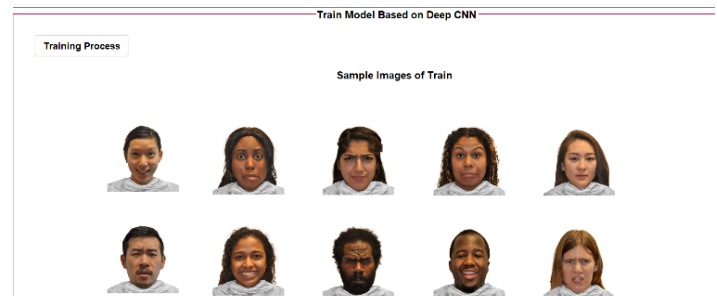 Train Model Based on Deep CNN
Training Process
Sample Images of Train